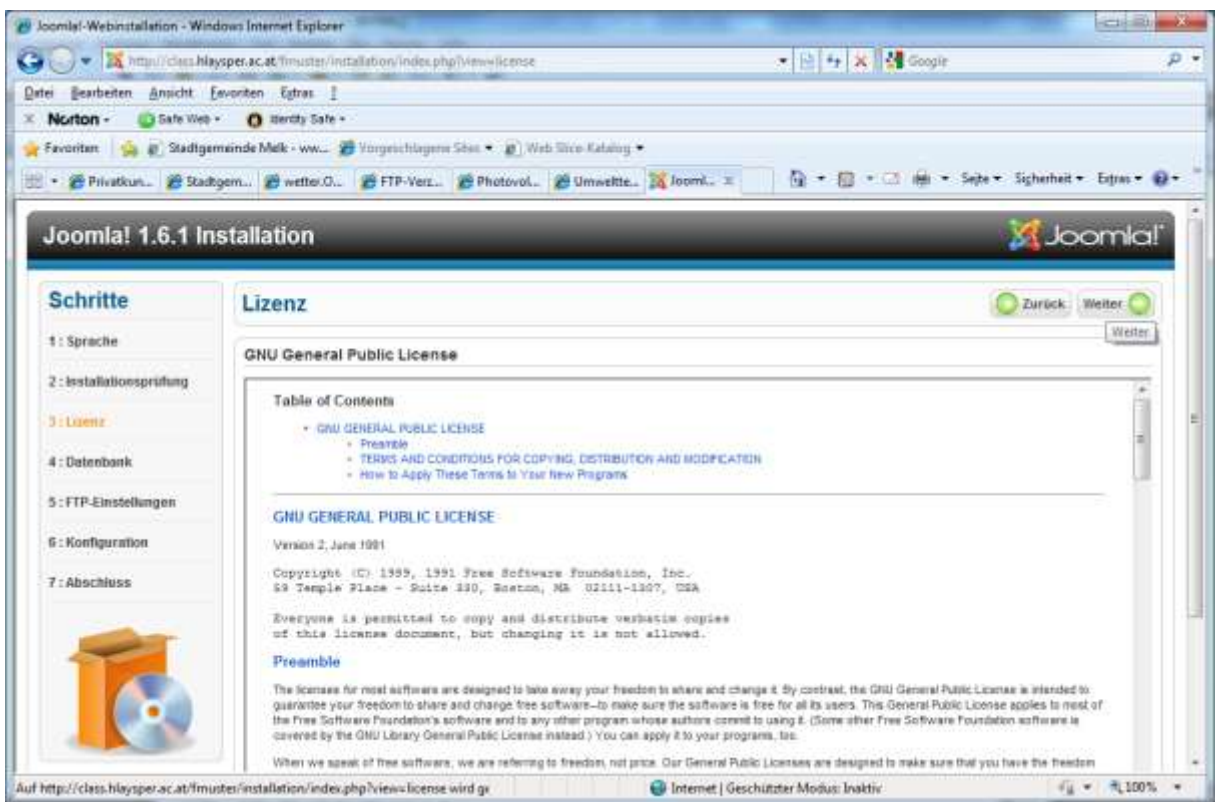 Joomla!-Webinstallation - Windows Internet Explorer
http://class.hlaysper.ac.at/fmuster/installation/index.php?view=license
Google
Datei Bearbeiten Ansicht Favoriten Extras ?
Norton - Safe Web - Identity Safe -
Favoriten Stadtgemeinde Melk - ww... Vorgeschlagene Sites Web Slice-Katalog
Privatkun... Stadtgem... wetter.O... FTP-Verz... Photovol... Umweltte... Jooml... Seite Sicherheit Extras
Joomla! 1.6.1 Installation
Joomla!
Schritte
1 : Sprache
2 : Installationsprüfung
3 : Lizenz
4 : Datenbank
5 : FTP-Einstellungen
6 : Konfiguration
7 : Abschluss
Lizenz
Zurück Weiter
Weiter
GNU General Public License
Table of Contents
GNU GENERAL PUBLIC LICENSE
Preamble
TERMS AND CONDITIONS FOR COPYING, DISTRIBUTION AND MODIFICATION
How to Apply These Terms to Your New Programs
GNU GENERAL PUBLIC LICENSE
Version 2, June 1991
Copyright (C) 1989, 1991 Free Software Foundation, Inc.
59 Temple Place - Suite 330, Boston, MA 02111-1307, USA
Everyone is permitted to copy and distribute verbatim copies
of this license document, but changing it is not allowed.
Preamble
The licenses for most software are designed to take away your freedom to share and change it. By contrast, the GNU General Public License is intended to
guarantee your freedom to share and change free software--to make sure the software is free for all its users. This General Public License applies to most of
the Free Software Foundation's software and to any other program whose authors commit to using it. (Some other Free Software Foundation software is
covered by the GNU Library General Public License instead.) You can apply it to your programs, too.
When we speak of free software, we are referring to freedom, not price. Our General Public Licenses are designed to make sure that you have the freedom
Auf http://class.hlaysper.ac.at/fmuster/installation/index.php?view=license wird ge
Internet | Geschützter Modus: Inaktiv
100%